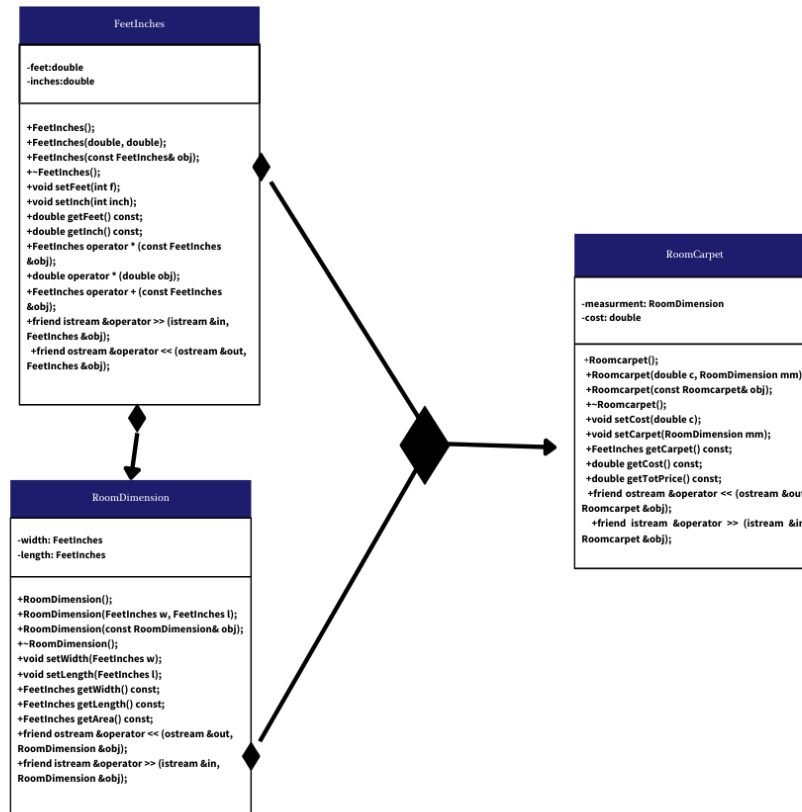 FeetInches
-feet:double
-inches:double
+FeetInches();
+FeetInches(double, double);
+FeetInches(const FeetInches& obj);
+~FeetInches();
+void setFeet(int f);
+void setInch(int inch);
+double getFeet() const;
+double getInch() const;
+FeetInches operator * (const FeetInches
&obj);
+double operator * (double obj);
+FeetInches operator + (const FeetInches
&obj);
+friend istream &operator >> (istream &in,
FeetInches &obj);
+friend ostream &operator << (ostream &out,
FeetInches &obj);
RoomDimension
-width: FeetInches
-length: FeetInches
+RoomDimension();
+RoomDimension(FeetInches w, FeetInches l);
+RoomDimension(const RoomDimension& obj);
+~RoomDimension();
+void setWidth(FeetInches w);
+void setLength(FeetInches l);
+FeetInches getWidth() const;
+FeetInches getLength() const;
+FeetInches getArea() const;
+friend ostream &operator << (ostream &out,
RoomDimension &obj);
+friend istream &operator >> (istream &in,
RoomDimension &obj);
RoomCarpet
-measurment: RoomDimension
-cost: double
+Roomcarpet();
+Roomcarpet(double c, RoomDimension mm)
+Roomcarpet(const Roomcarpet& obj);
+~Roomcarpet();
+void setCost(double c);
+void setCarpet(RoomDimension mm);
+FeetInches getCarpet() const;
+double getCost() const;
+double getTotPrice() const;
+friend ostream &operator << (ostream
Roomcarpet &obj);
+friend istream &operator >> (istream
Roomcarpet &obj);